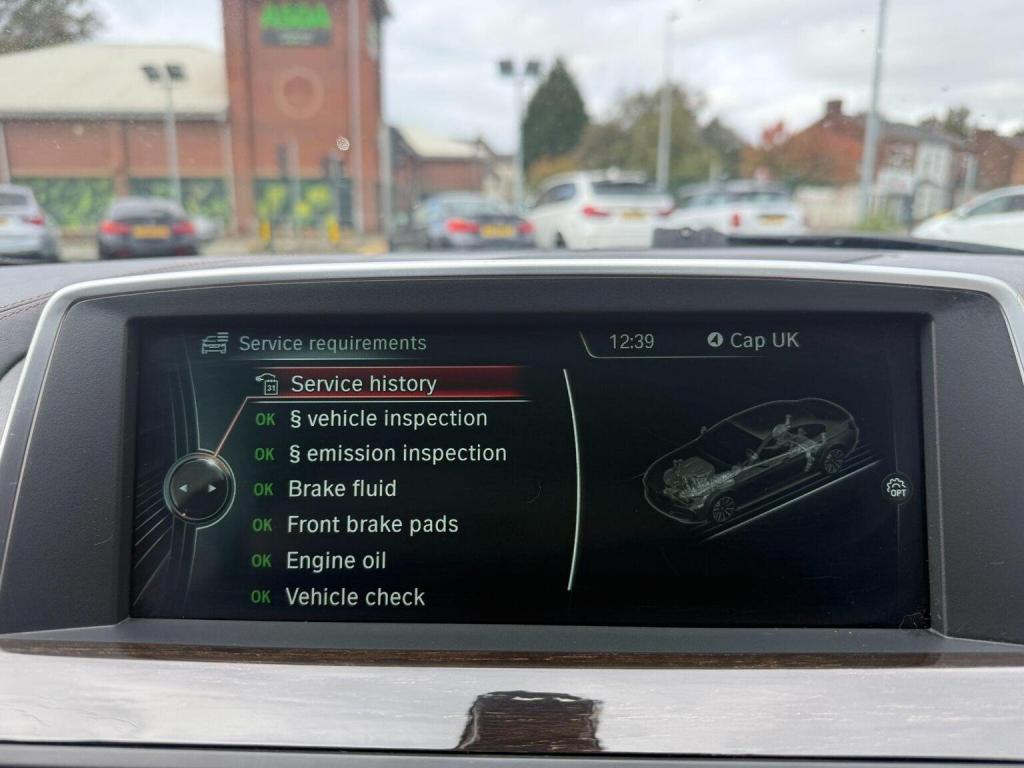 ASDA
Service requirements
12:39
Cap UK
31
Service history
OK § vehicle inspection
OK § emission inspection
OK Brake fluid
OK Front brake pads
OK Engine oil
OK Vehicle check
OPT